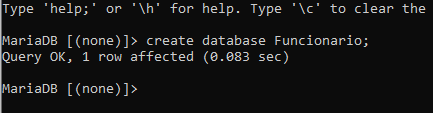 Type 'help;' or '\h' for help. Type '\c' to clear the
MariaDB [(none)]> create database Funcionario;
Query OK, 1 row affected (0.083 sec)
MariaDB [(none)]>